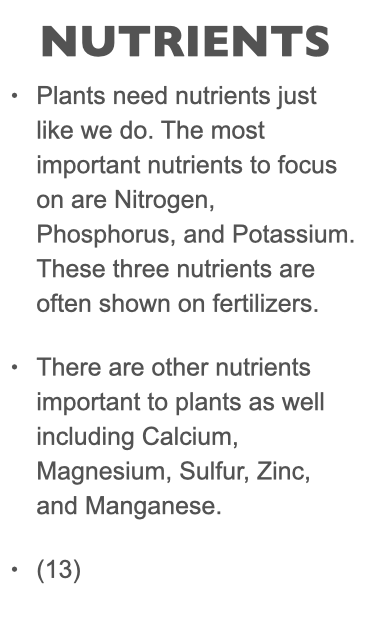 NUTRIENTS
• Plants need nutrients just
like we do. The most
important nutrients to focus
on are Nitrogen,
Phosphorus, and Potassium.
These three nutrients are
often shown on fertilizers.
• There are other nutrients
important to plants as well
including Calcium,
Magnesium, Sulfur, Zinc,
and Manganese.
• (13)